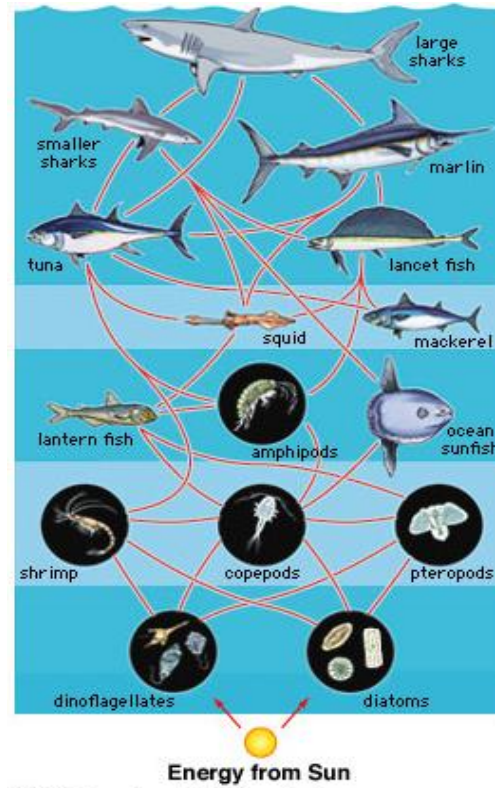 large
sharks
smaller
sharks
marlin
tuna
lancet fish
squid
mackerel
lantern fish
amphipods
ocean
sunfish
shrimp
copepods
pteropods
dinoflagellates
diatoms
Energy from Sun